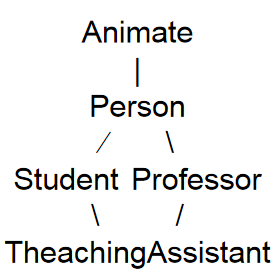 Animate
|
Person
/ \
Student Professor
\ /
TheachingAssistant